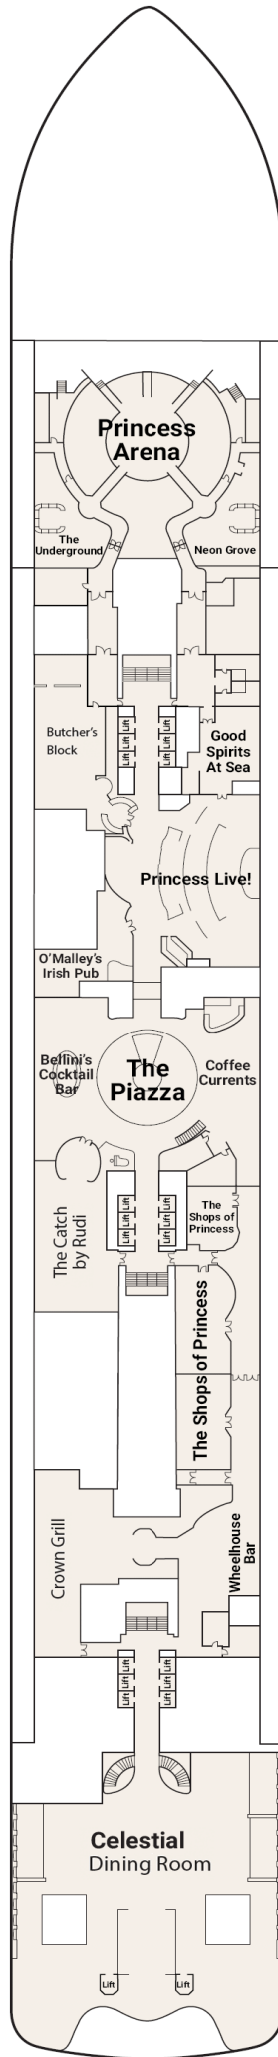 Princess
Arena
The
Underground
Neon Grove
Butcher's
Block
Lift
Lift
Lift
Lift
Lift
Lift
Good
Spirits
At Sea
Princess Live!
O'Malley's
Irish Pub
Bellini's
Cocktail
Bar
The
Piazza
Coffee
Currents
The Catch
by Rudi
Lift
Lift
Lift
Lift
Lift
Lift
The
Shops of
Princess
The Shops of Princess
Crown Grill
Wheelhouse
Bar
Lift
Lift
Lift
Lift
Lift
Lift
Celestial
Dining Room
Lift
Lift